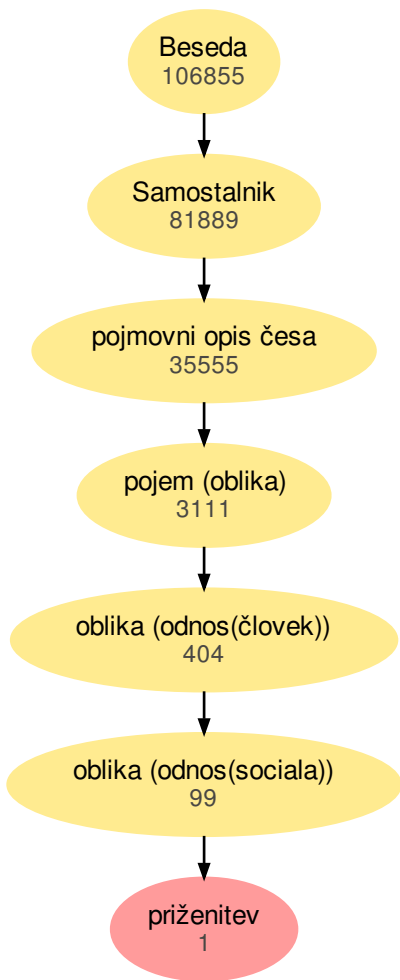 Beseda
106855
Samostalnik
81889
pojmovni opis česa
35555
pojem (oblika)
3111
oblika (odnos(človek))
404
oblika (odnos(sociala))
99
priženitev
1